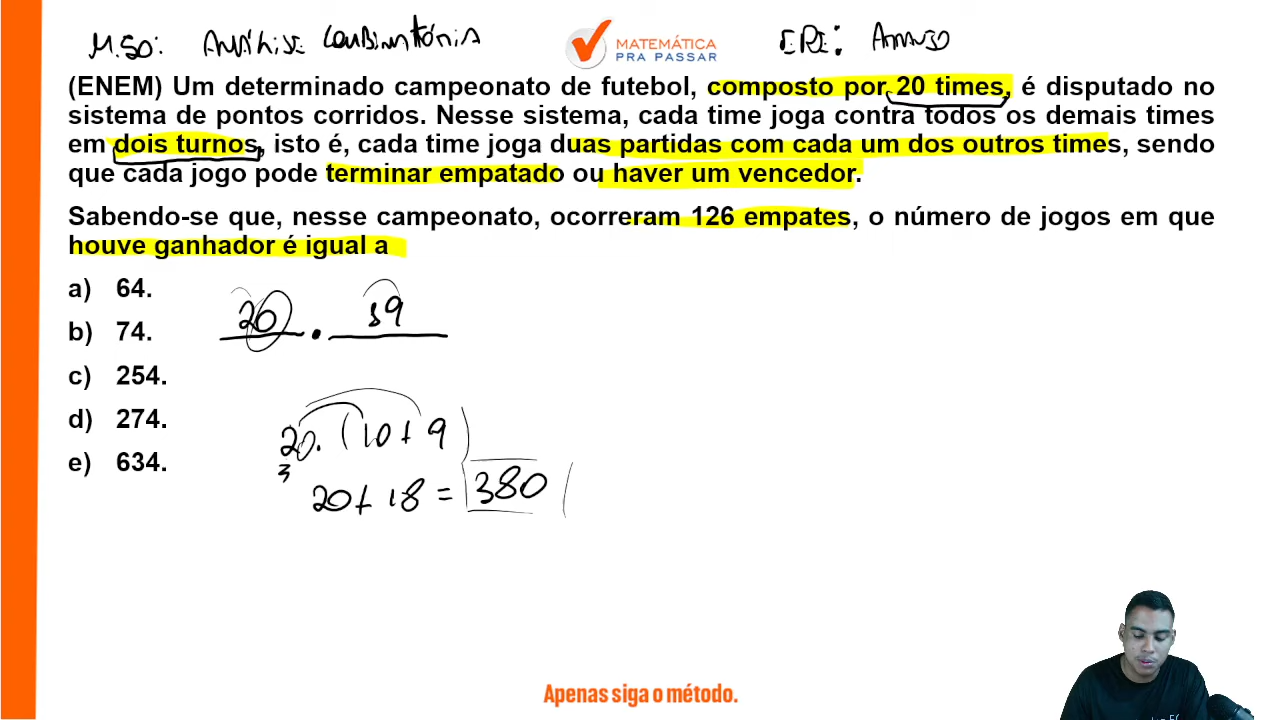 M.SD: Análise Combinatória
MATEMÁTICA
PRA PASSAR
ERE: Arranjo
(ENEM) Um determinado campeonato de futebol, composto por 20 times, é disputado no
sistema de pontos corridos. Nesse sistema, cada time joga contra todos os demais times
em dois turnos, isto é, cada time joga duas partidas com cada um dos outros times, sendo
que cada jogo pode terminar empatado ou haver um vencedor.
Sabendo-se que, nesse campeonato, ocorreram 126 empates, o número de jogos em que
houve ganhador é igual a
a) 64.
b) 74.
c) 254.
d) 274.
e) 634.
20 . 19
20. (10+9)
3
20+18 = 380
Apenas siga o método.